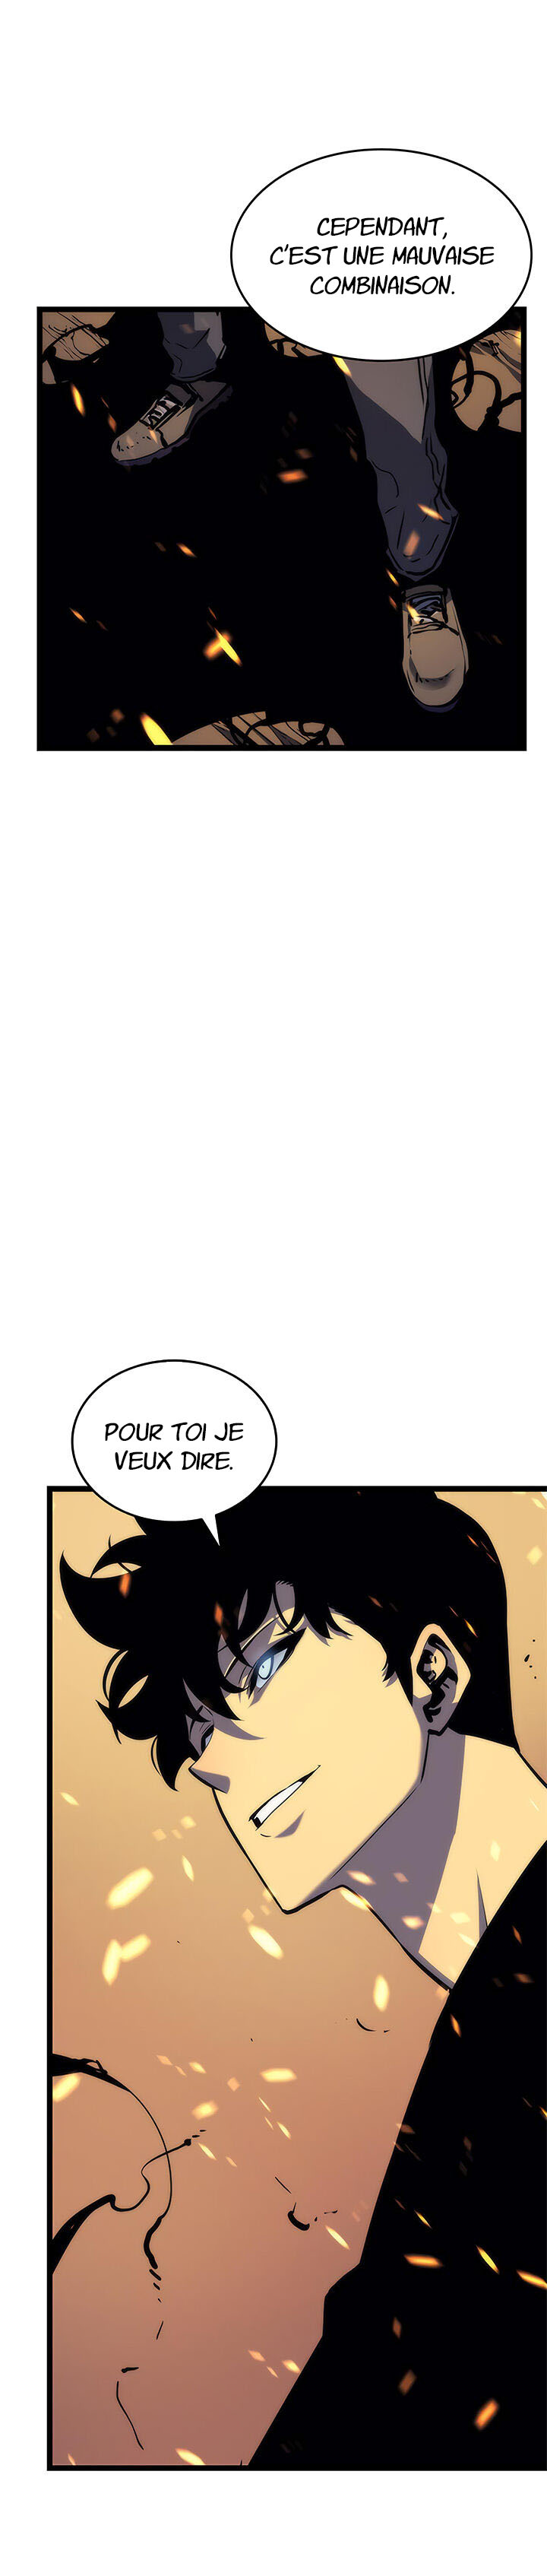 CEPENDANT,
C'EST UNE MAUVAISE
COMBINAISON.
POUR TOI JE
VEUX DIRE.